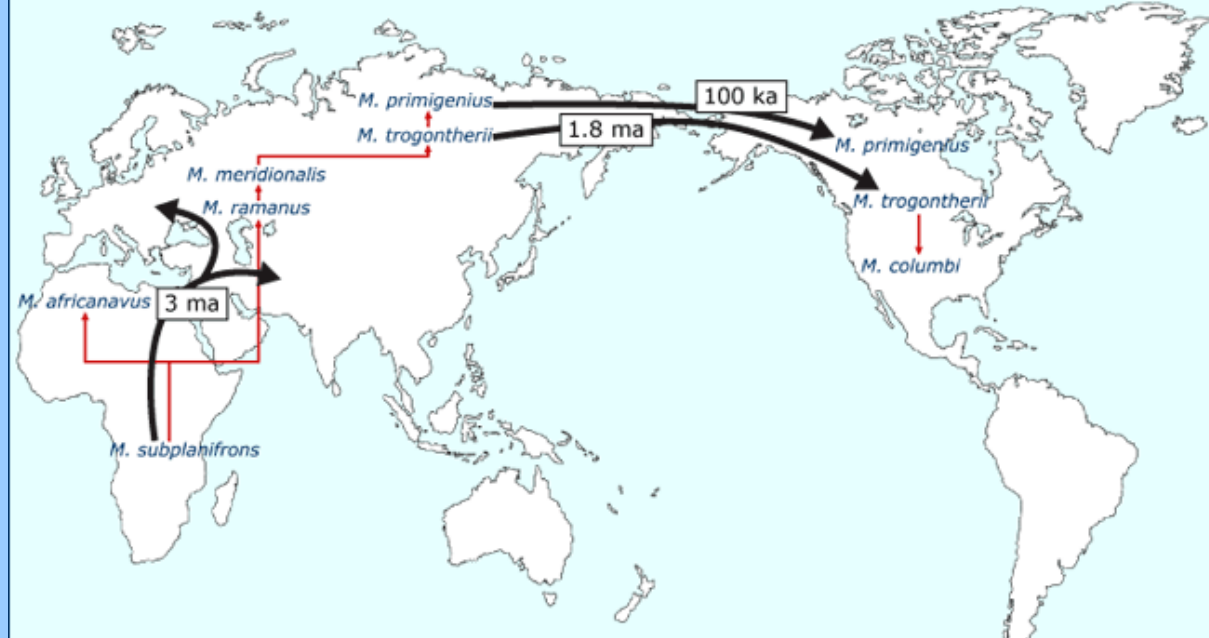 M. primigenius
100 ka
M. trogontherii
1.8 ma
M. primigenius
M. meridionalis
M. ramanus
M. trogontherii
M. columbi
M. africanavus
3 ma
M. subplanifrons